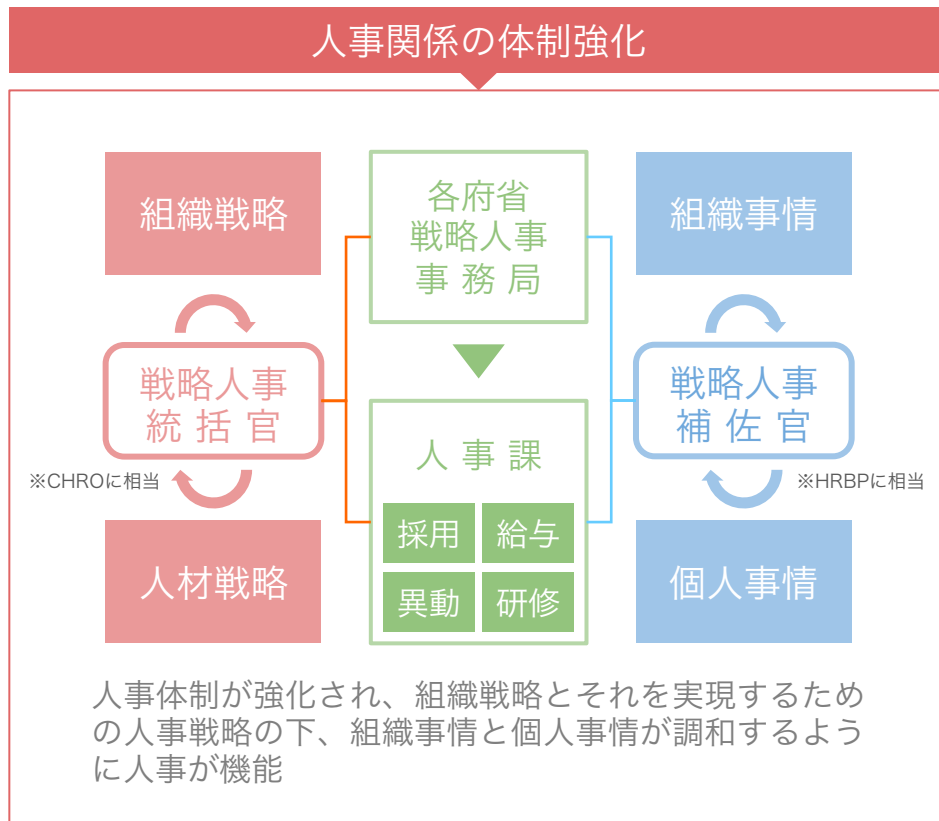 人事関係の体制強化
組織戦略
各府省
戦略人事
事務局
組織事情
戦略人事
統括官
戦略人事
補佐官
※CHROに相当
※HRBPに相当
人事課
採用
給与
異動
研修
人材戦略
個人事情
人事体制が強化され、組織戦略とそれを実現するため
の人事戦略の下、組織事情と個人事情が調和するよう
に人事が機能